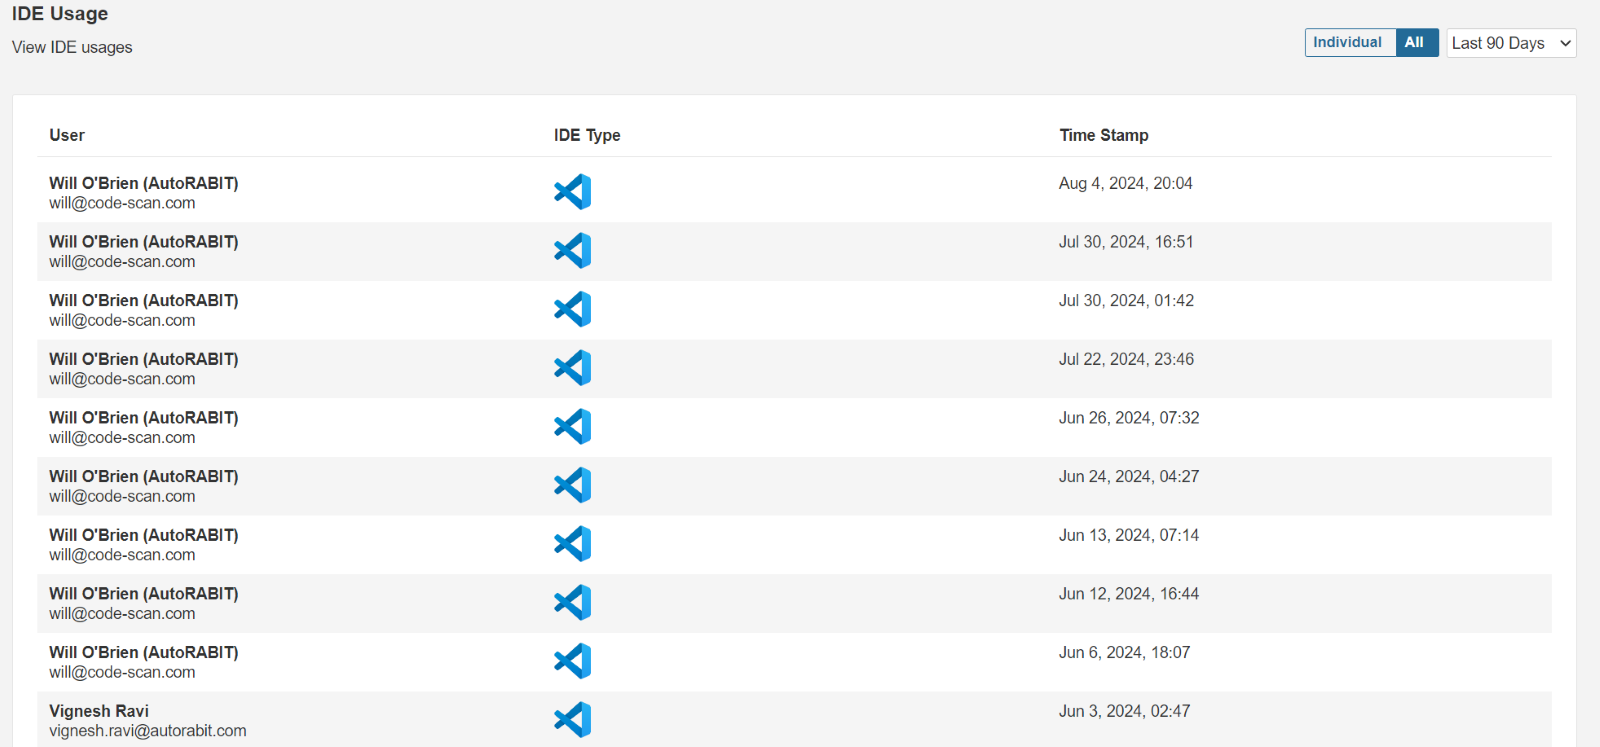 IDE Usage
View IDE usages
Individual All Last 90 Days
User IDE Type Time Stamp
Will O'Brien (AutoRABIT) Aug 4, 2024, 20:04
will@code-scan.com
Will O'Brien (AutoRABIT) Jul 30, 2024, 16:51
will@code-scan.com
Will O'Brien (AutoRABIT) Jul 30, 2024, 01:42
will@code-scan.com
Will O'Brien (AutoRABIT) Jul 22, 2024, 23:46
will@code-scan.com
Will O'Brien (AutoRABIT) Jun 26, 2024, 07:32
will@code-scan.com
Will O'Brien (AutoRABIT) Jun 24, 2024, 04:27
will@code-scan.com
Will O'Brien (AutoRABIT) Jun 13, 2024, 07:14
will@code-scan.com
Will O'Brien (AutoRABIT) Jun 12, 2024, 16:44
will@code-scan.com
Will O'Brien (AutoRABIT) Jun 6, 2024, 18:07
will@code-scan.com
Vignesh Ravi Jun 3, 2024, 02:47
vignesh.ravi@autorabit.com